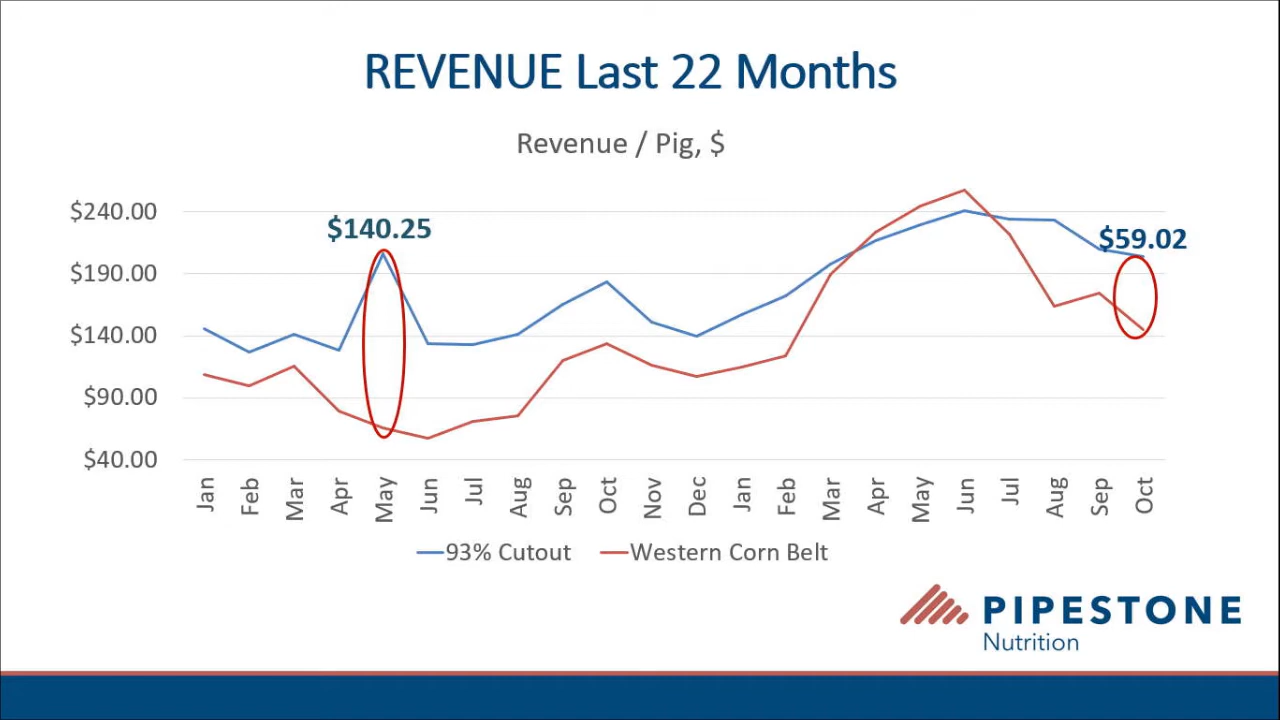 REVENUE Last 22 Months
Revenue / Pig, $
$240.00
$190.00
$140.00
$90.00
$40.00
$140.25
$59.02
Jan Feb Mar Apr May Jun Jul Aug Sep Oct Nov Dec Jan Feb Mar Apr May Jun Jul Aug Sep Oct
93% Cutout Western Corn Belt
PIPESTONE
Nutrition